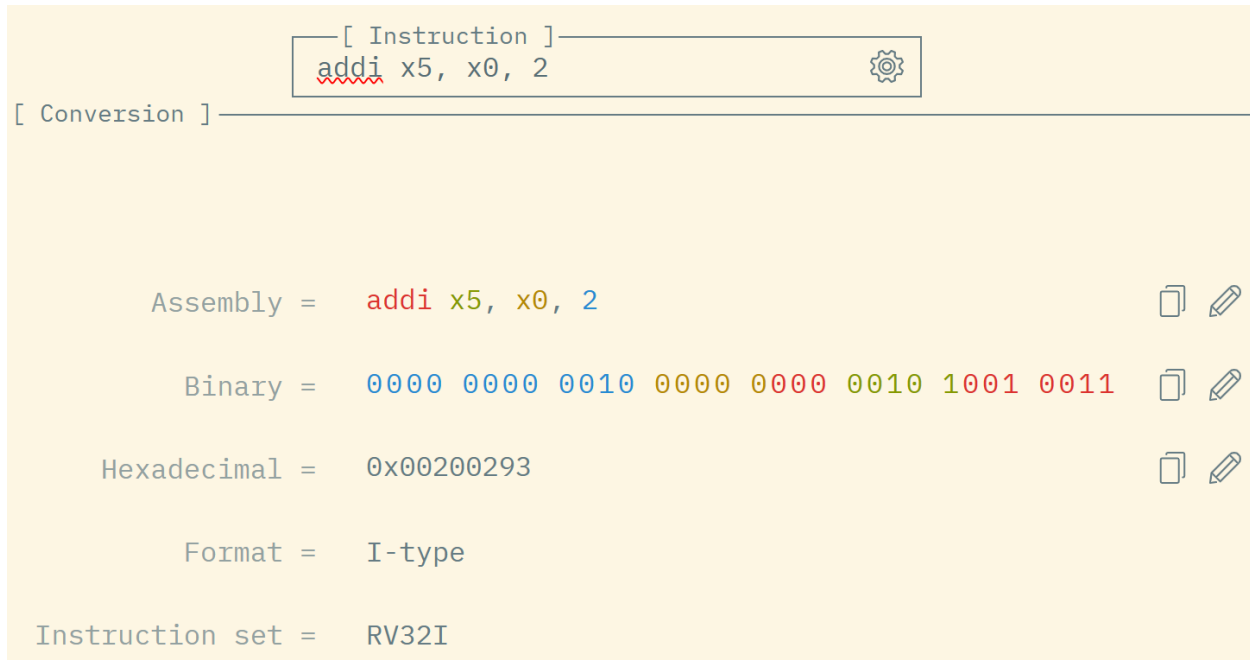 [ Instruction ]
addi x5, x0, 2
[ Conversion ]
Assembly = addi x5, x0, 2
Binary = 0000 0000 0010 0000 0000 0010 1001 0011
Hexadecimal = 0x00200293
Format = I-type
Instruction set = RV32I